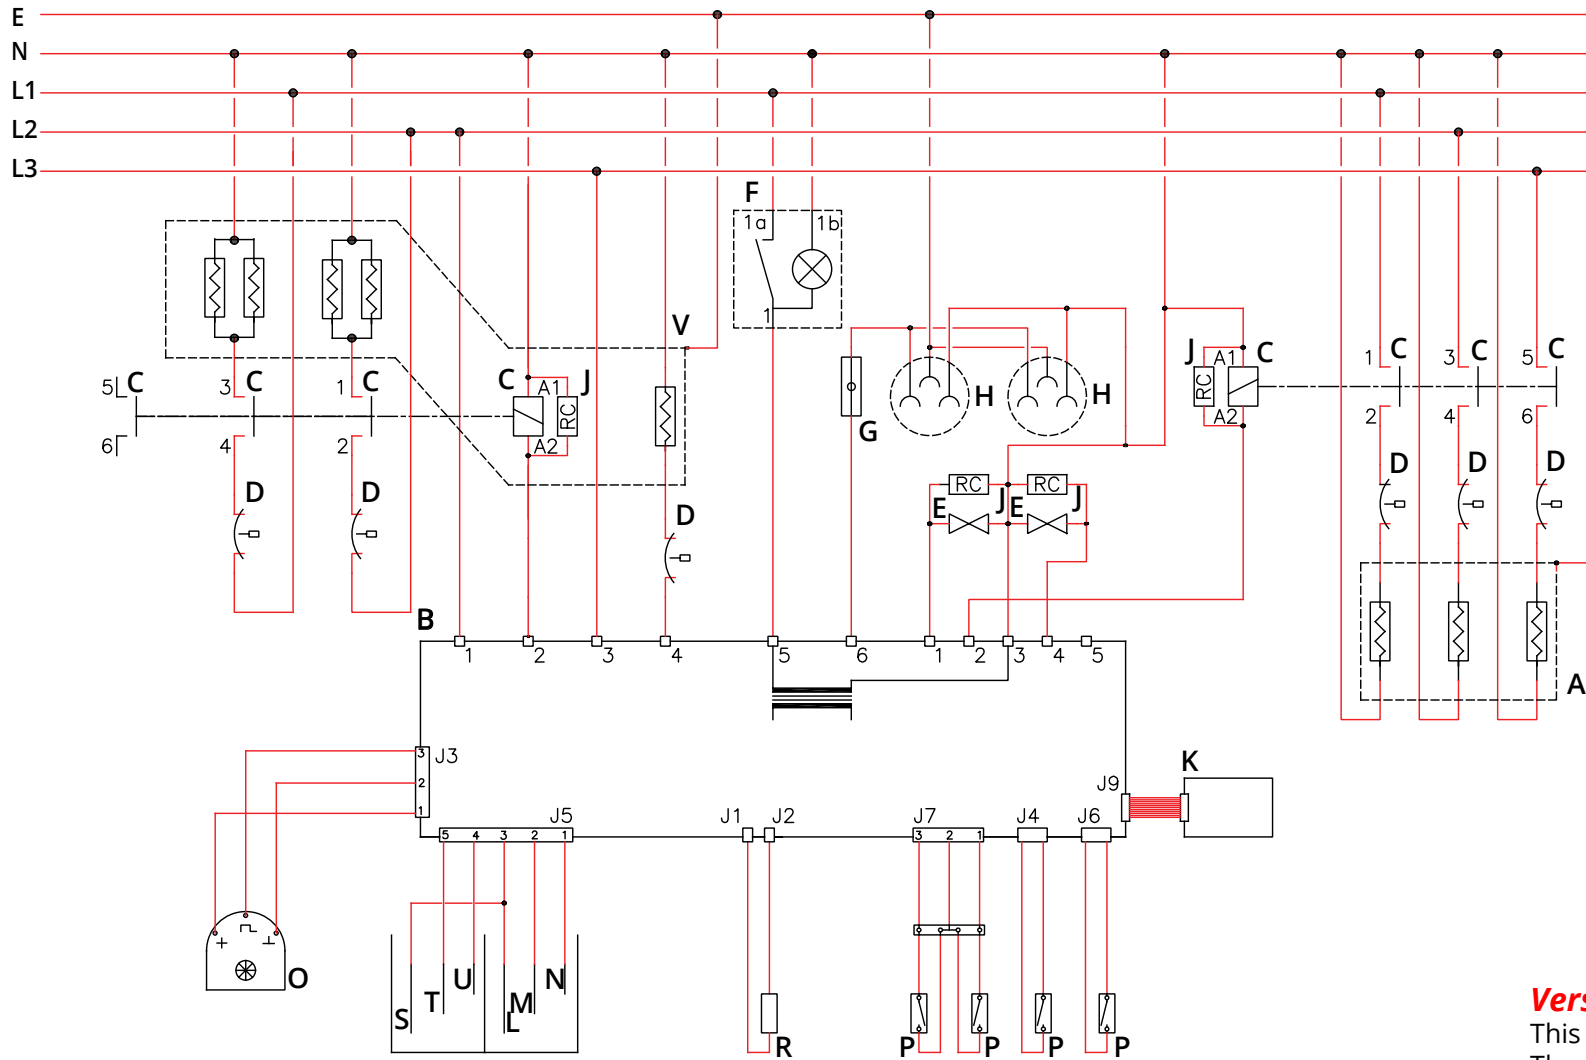 E
N
L1
L2
L3
F
1a 1b
1
V
5 C 3 C 1 C
6 4 2
C A1 J
RC
A2
G
H H
J A1 C
RC
A2
1 C 3 C 5 C
2 4 6
D D D D D D
RC RC
E J E J
B
1 2 3 4 5 6 1 2 3 4 5
A
3 J3
2
1
K
J9
J5 J1 J2 J7 J4 J6
5 4 3 2 1 3 2 1
+
O
S T U L M N
R P P P P
Vers
This